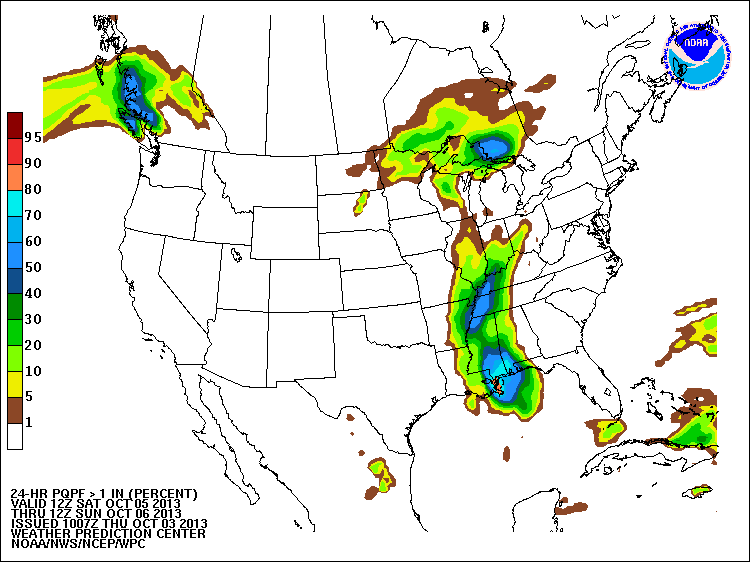 NOAA
95
90
80
70
60
50
40
30
20
10
5
1
24-HR PQPF > 1 IN (PERCENT)
VALID 12Z SAT OCT 05 2013
THRU 12Z SUN OCT 06 2013
ISSUED 1007Z THU OCT 03 2013
WEATHER PREDICTION CENTER
NOAA/NWS/NCEP/WPC